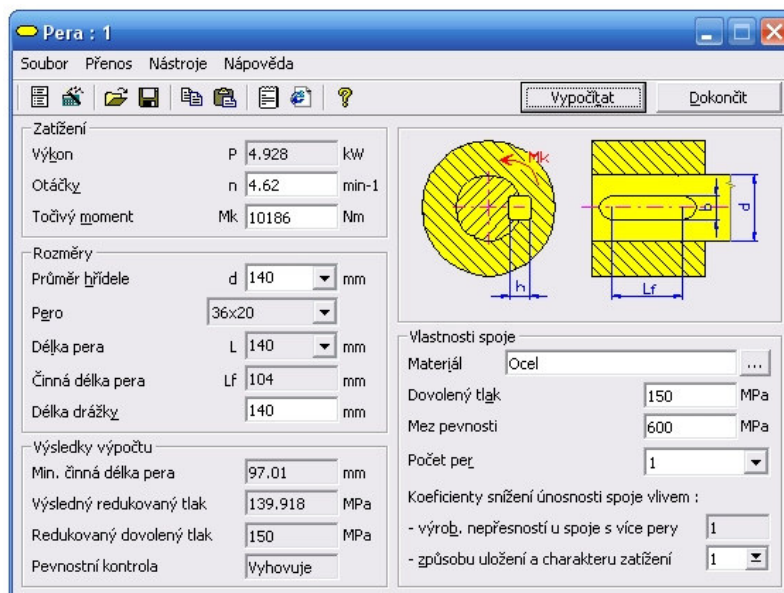 Pera : 1
Soubor Přenos Nástroje Nápověda
Vypočítat Dokončit
Zatížení
Výkon P 4.928 kW
Otáčky n 4.62 min-1
Točivý moment Mk 10186 Nm
Rozměry
Průměr hřídele d 140 mm
Pero 36x20
Délka pera L 140 mm
Činná délka pera Lf 104 mm
Délka drážky 140 mm
Výsledky výpočtu
Min. činná délka pera 97.01 mm
Výsledný redukovaný tlak 139.918 MPa
Redukovaný dovolený tlak 150 MPa
Pevnostní kontrola Vyhovuje
Mk
h
b
d
Lf
Vlastnosti spoje
Materiál Ocel ...
Dovolený tlak 150 MPa
Mez pevnosti 600 MPa
Počet per 1
Koeficienty snížení únosnosti spoje vlivem :
- výrob. nepřesností u spoje s více pery 1
- způsobu uložení a charakteru zatížení 1